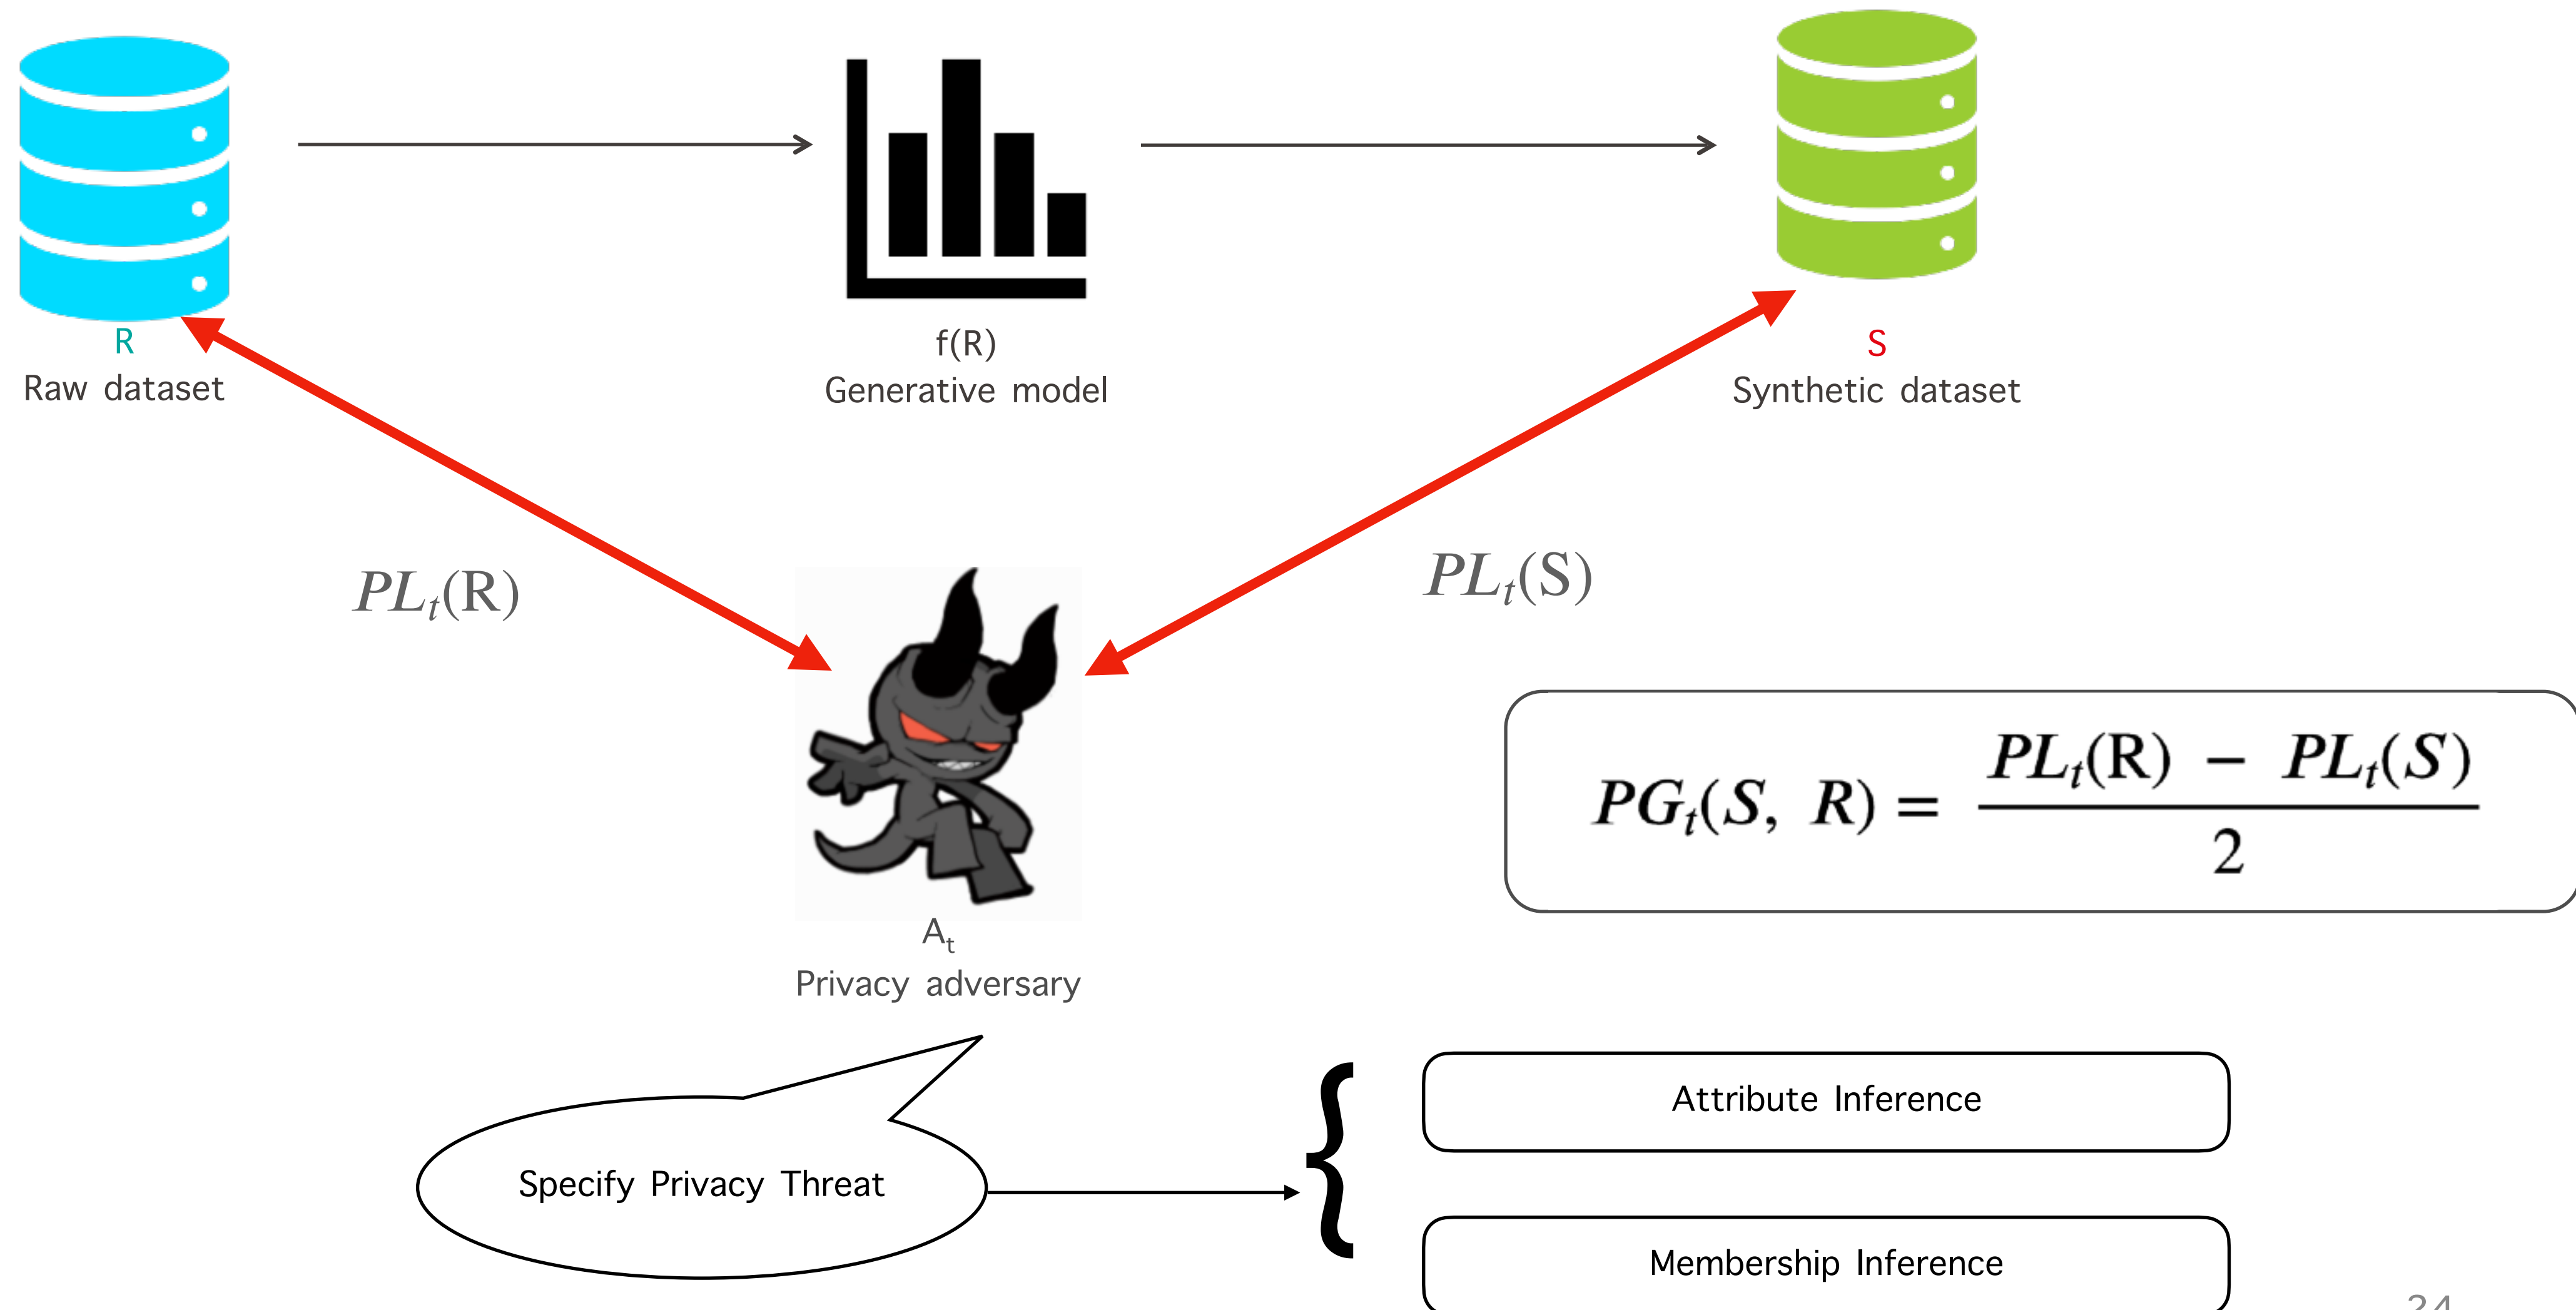 R
Raw dataset
f(R)
Generative model
S
Synthetic dataset
PLₜ(R)
PLₜ(S)
PGₜ(S, R) = PLₜ(R) − PLₜ(S) / 2
Aₜ
Privacy adversary
Specify Privacy Threat
{
Attribute Inference
Membership Inference